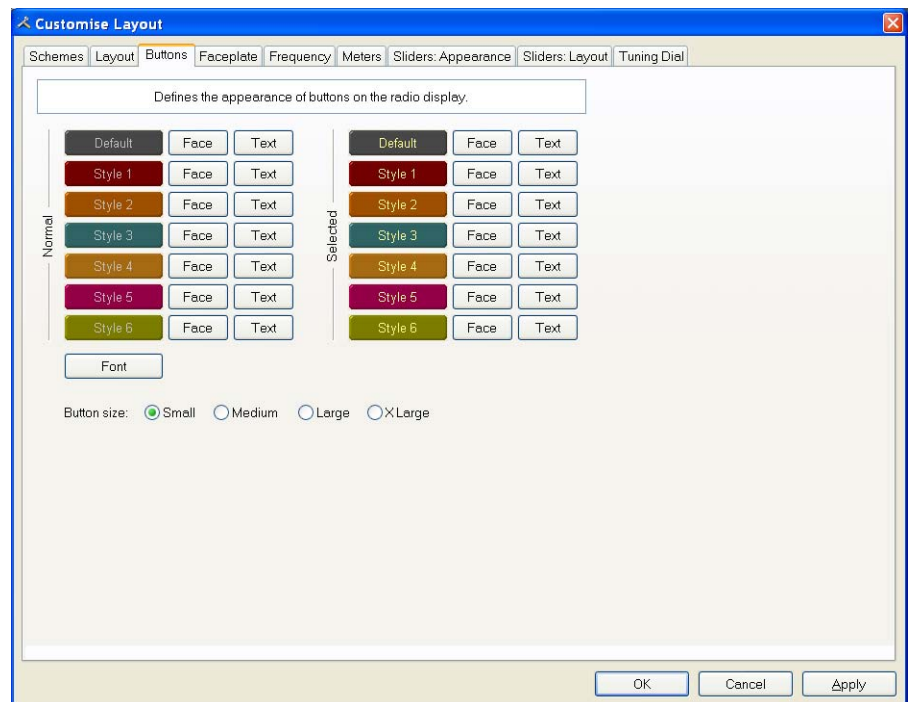 Customise Layout
Schemes Layout Buttons Faceplate Frequency Meters Sliders: Appearance Sliders: Layout Tuning Dial
Defines the appearance of buttons on the radio display.
Normal
Default Face Text
Style 1 Face Text
Style 2 Face Text
Style 3 Face Text
Style 4 Face Text
Style 5 Face Text
Style 6 Face Text
Selected
Default Face Text
Style 1 Face Text
Style 2 Face Text
Style 3 Face Text
Style 4 Face Text
Style 5 Face Text
Style 6 Face Text
Font
Button size: Small Medium Large X Large
OK Cancel Apply